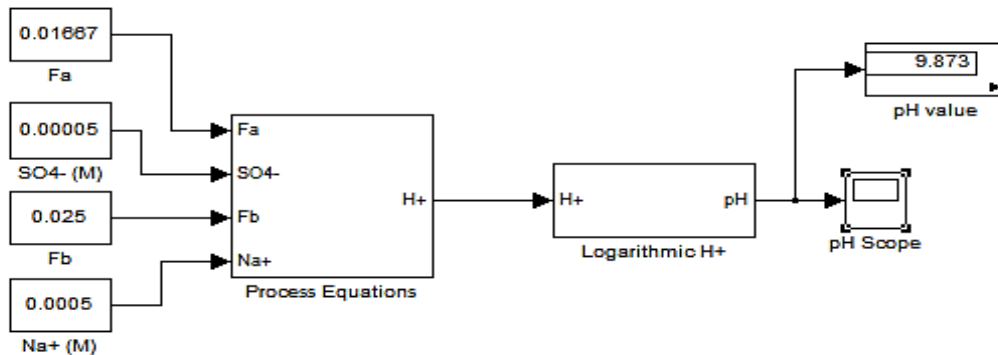 0.01667
Fa
0.00005
SO4- (M)
0.025
Fb
0.0005
Na+ (M)
Fa
SO4-
Fb
Na+
H+
Process Equations
H+
pH
Logarithmic H+
9.873
pH value
pH Scope